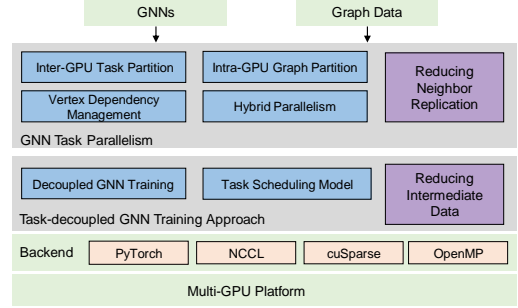 GNNs
Graph Data
Inter-GPU Task Partition
Intra-GPU Graph Partition
Reducing
Neighbor
Replication
Vertex Dependency
Management
Hybrid Parallelism
GNN Task Parallelism
Decoupled GNN Training
Task Scheduling Model
Reducing
Intermediate
Data
Task-decoupled GNN Training Approach
Backend
PyTorch
NCCL
cuSparse
OpenMP
Multi-GPU Platform